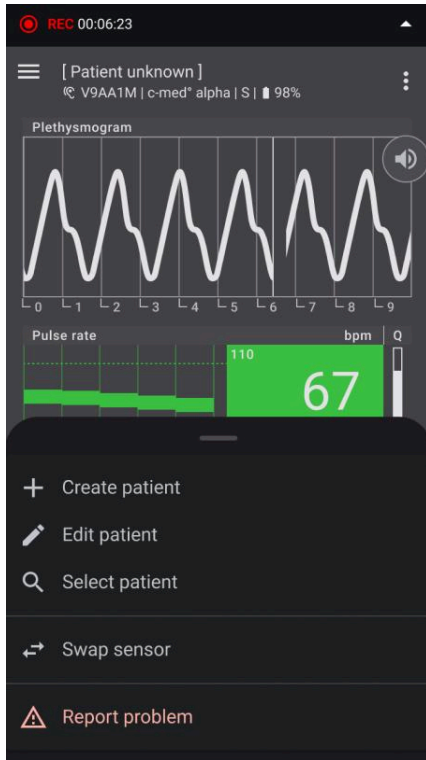 REC 00:06:23
[ Patient unknown ]
V9AA1M | c-med° alpha | S | 98%
Plethysmogram
0 1 2 3 4 5 6 7 8 9
Pulse rate bpm Q
110
67
Create patient
Edit patient
Select patient
Swap sensor
Report problem